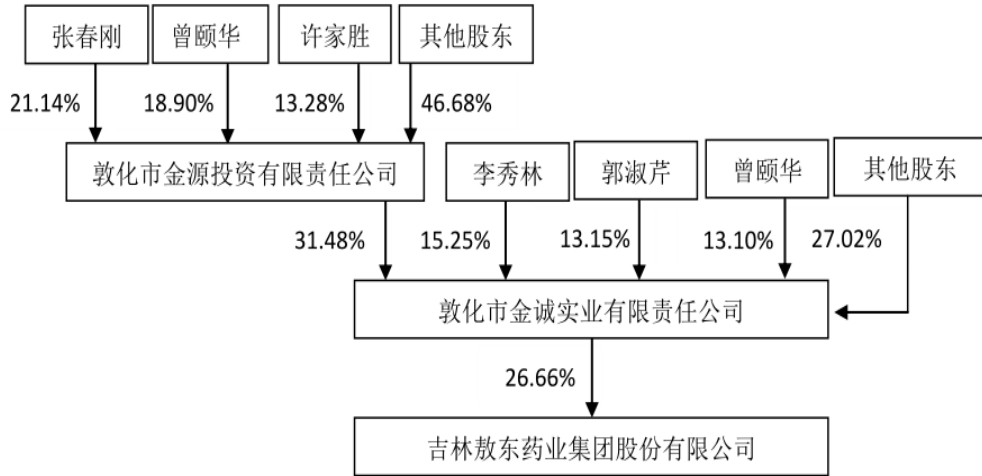 张春刚
曾颐华
许家胜
其他股东
21.14%
18.90%
13.28%
46.68%
敦化市金源投资有限责任公司
李秀林
郭淑芹
曾颐华
其他股东
31.48%
15.25%
13.15%
13.10%
27.02%
敦化市金诚实业有限责任公司
26.66%
吉林敖东药业集团股份有限公司